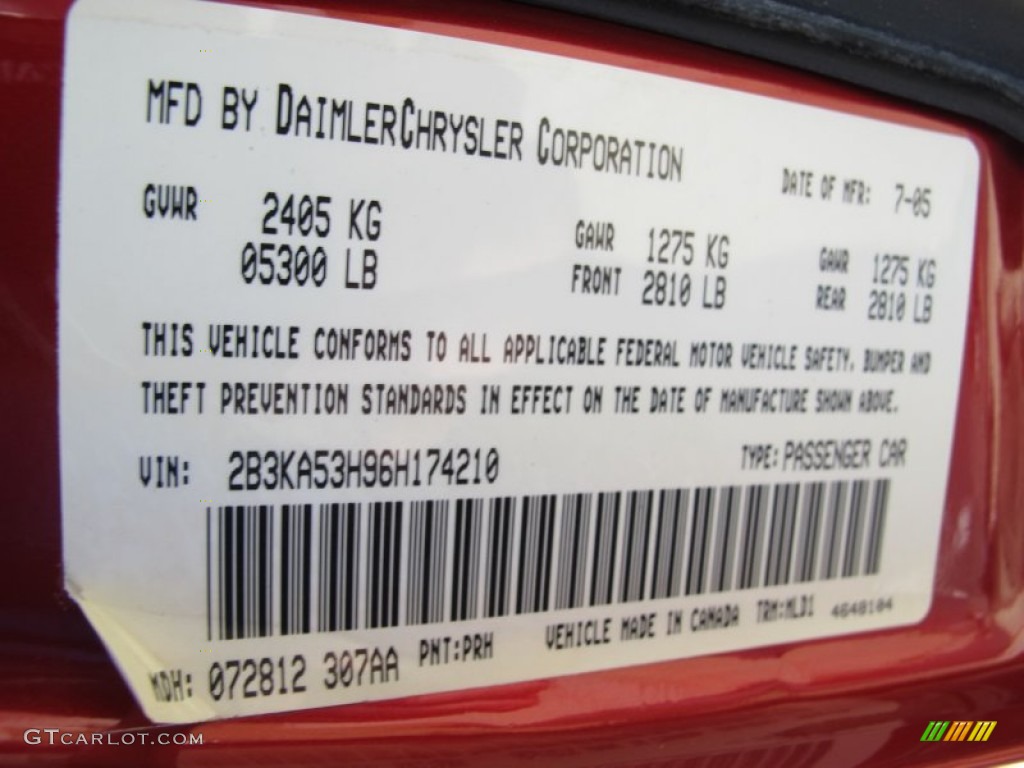 MFD BY DAIMLERCHRYSLER CORPORATION
DATE OF MFR: 7-05
GVWR 2405 KG
05300 LB
GAWR 1275 KG
FRONT 2810 LB
GAWR 1275 KG
REAR 2810 LB
THIS VEHICLE CONFORMS TO ALL APPLICABLE FEDERAL MOTOR VEHICLE SAFETY, BUMPER AND
THEFT PREVENTION STANDARDS IN EFFECT ON THE DATE OF MANUFACTURE SHOWN ABOVE.
VIN: 2B3KA53H96H174210
TYPE: PASSENGER CAR
MDH: 072812 307AA
PNT:PRH
VEHICLE MADE IN CANADA
TRM:MLD1
4648104
GTCARLOT.COM